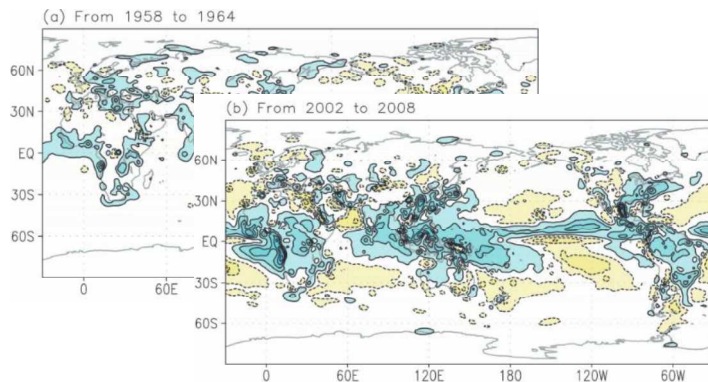 (a) From 1958 to 1964
60N
30N
EQ
30S
60S
0
60E
(b) From 2002 to 2008
60N
30N
EQ
30S
60S
0
60E
120E
180
120W
60W